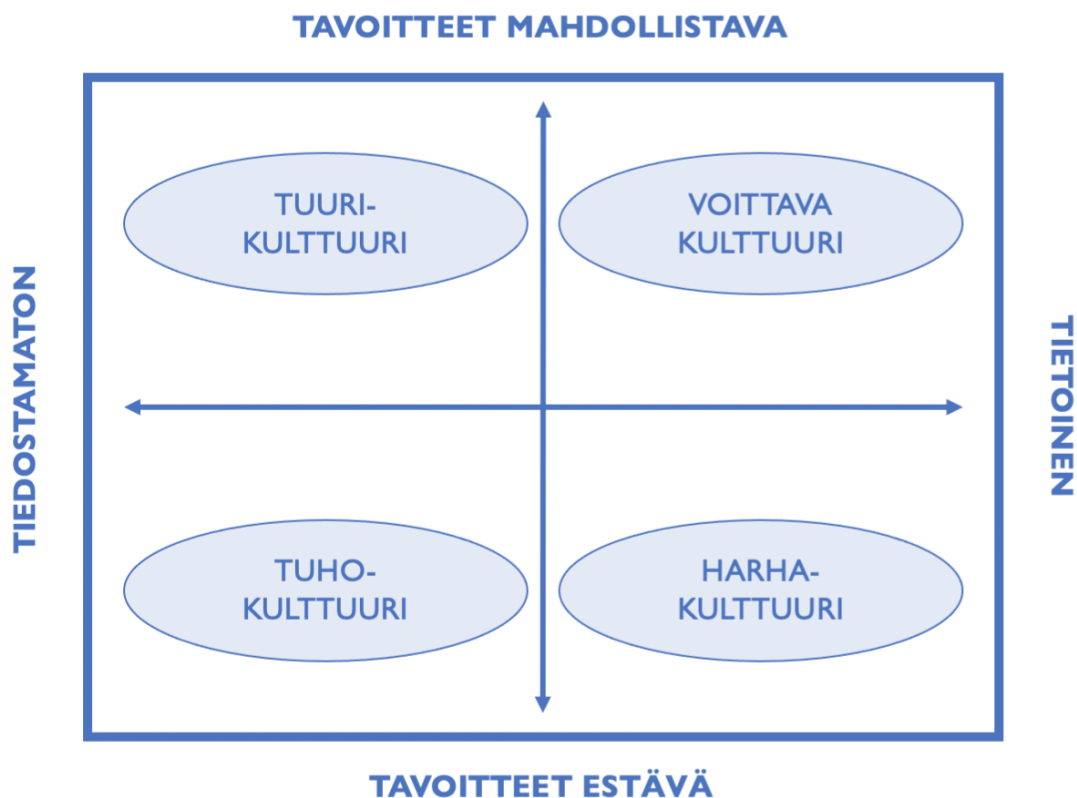 TAVOITTEET MAHDOLLISTAVA
TUURI-
KULTTUURI
VOITTAVA
KULTTUURI
TIEDOSTAMATON
TIETOINEN
TUHO-
KULTTUURI
HARHA-
KULTTUURI
TAVOITTEET ESTÄVÄ